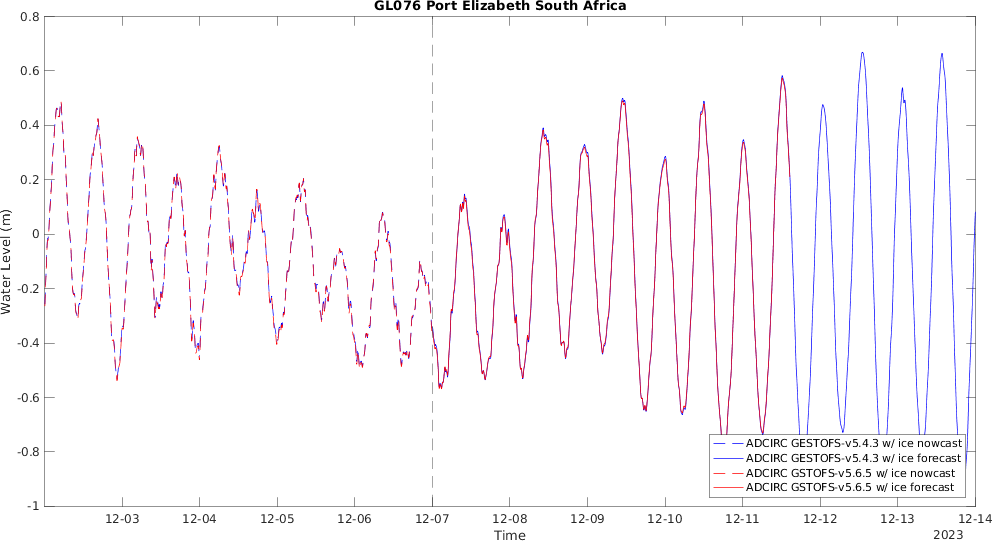 GL076 Port Elizabeth South Africa
0.8
0.6
0.4
0.2
0
-0.2
-0.4
-0.6
-0.8
-1
Water Level (m)
ADCIRC GESTOFS-v5.4.3 w/ ice nowcast
ADCIRC GESTOFS-v5.4.3 w/ ice forecast
ADCIRC GSTOFS-v5.6.5 w/ ice nowcast
ADCIRC GSTOFS-v5.6.5 w/ ice forecast
12-03 12-04 12-05 12-06 12-07 12-08 12-09 12-10 12-11 12-12 12-13 12-14
Time
2023